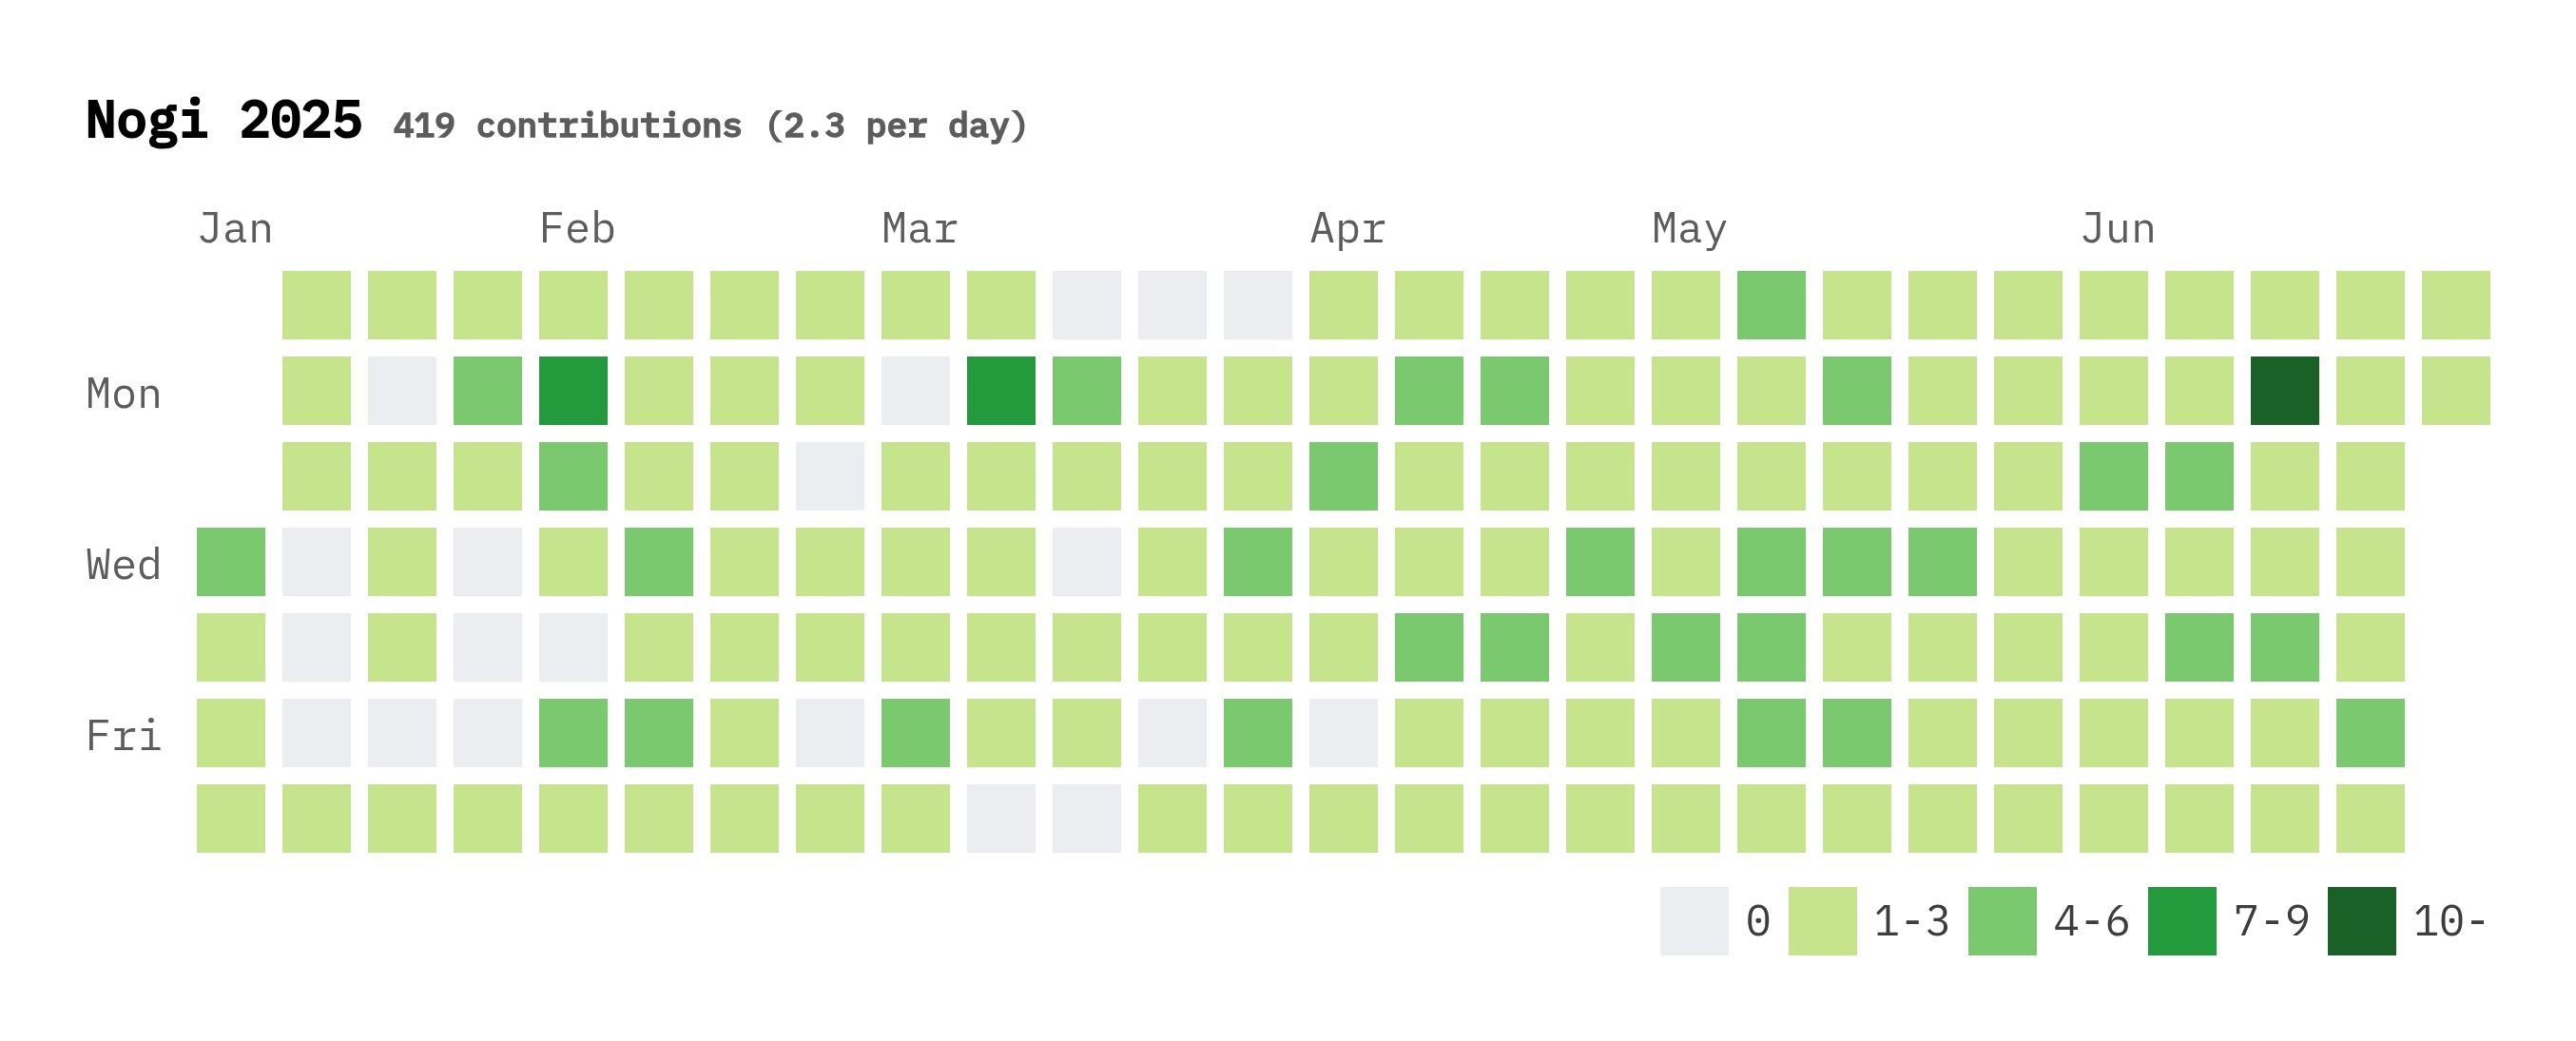 Nogi 2025 419 contributions (2.3 per day)
Jan Feb Mar Apr May Jun
Mon
Wed
Fri
0 1-3 4-6 7-9 10-